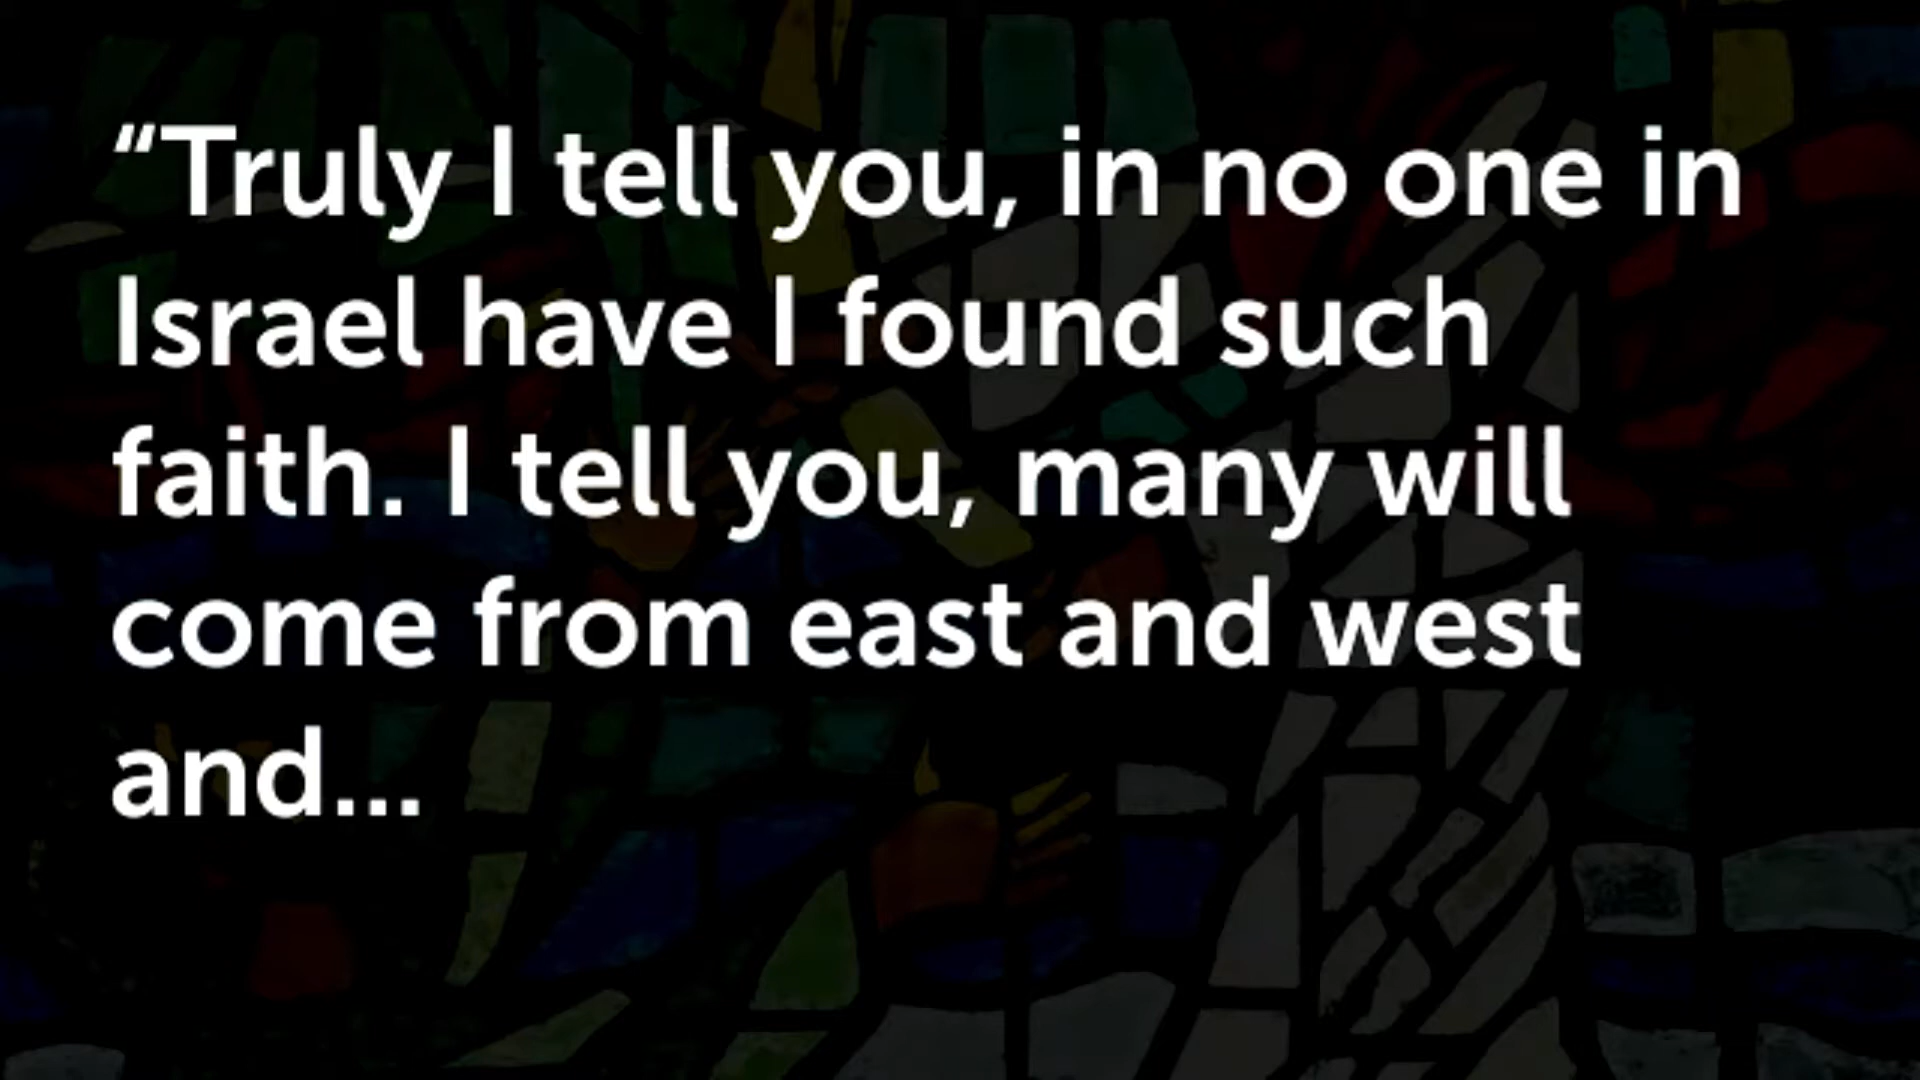 “Truly I tell you, in no one in
Israel have I found such
faith. I tell you, many will
come from east and west
and...